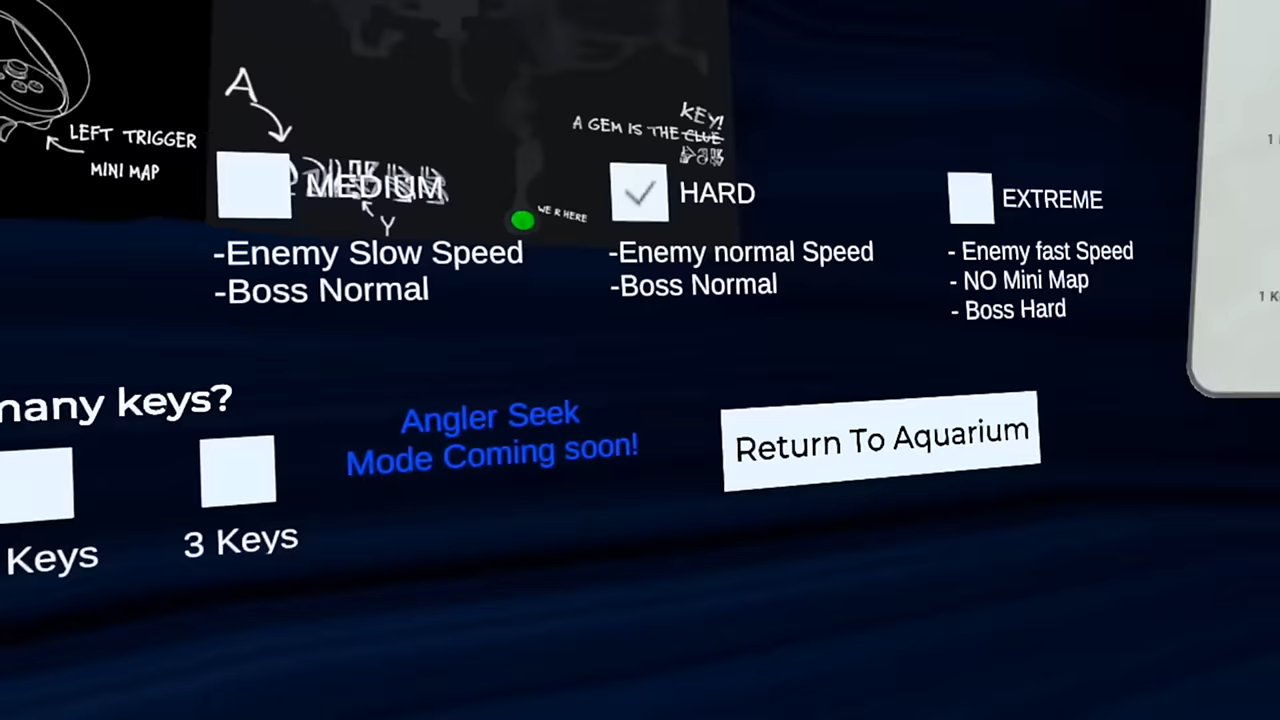 A
LEFT TRIGGER
MINI MAP
A GEM IS THE CLUE
KEY!
MEDIUM
Y
WE R HERE
HARD
EXTREME
-Enemy Slow Speed
-Boss Normal
-Enemy normal Speed
-Boss Normal
- Enemy fast Speed
- NO Mini Map
- Boss Hard
many keys?
Keys
3 Keys
Angler Seek
Mode Coming soon!
Return To Aquarium